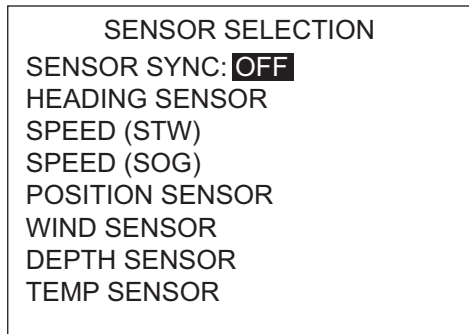 SENSOR SELECTION
SENSOR SYNC: OFF
HEADING SENSOR
SPEED (STW)
SPEED (SOG)
POSITION SENSOR
WIND SENSOR
DEPTH SENSOR
TEMP SENSOR